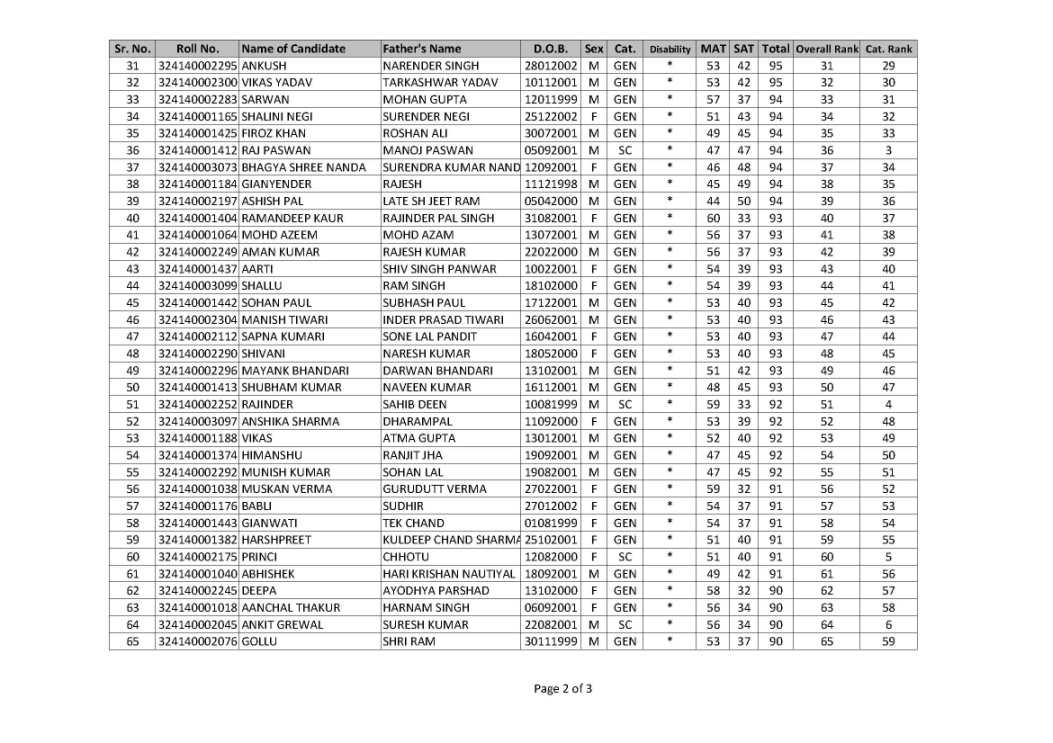 Sr. No. Roll No. Name of Candidate Father's Name D.O.B. Sex Cat. Disability MAT SAT Total Overall Rank Cat. Rank
31 324140002295 ANKUSH NARENDER SINGH 28012002 M GEN * 53 42 95 31 29
32 324140002300 VIKAS YADAV TARKASHWAR YADAV 10112001 M GEN * 53 42 95 32 30
33 324140002283 SARWAN MOHAN GUPTA 12011999 M GEN * 57 37 94 33 31
34 324140001165 SHALINI NEGI SURENDER NEGI 25122002 F GEN * 51 43 94 34 32
35 324140001425 FIROZ KHAN ROSHAN ALI 30072001 M GEN * 49 45 94 35 33
36 324140001412 RAJ PASWAN MANOJ PASWAN 05092001 M SC * 47 47 94 36 3
37 324140003073 BHAGYA SHREE NANDA SURENDRA KUMAR NAND 12092001 F GEN * 46 48 94 37 34
38 324140001184 GIANYENDER RAJESH 11121998 M GEN * 45 49 94 38 35
39 324140002197 ASHISH PAL LATE SH JEET RAM 05042000 M GEN * 44 50 94 39 36
40 324140001404 RAMANDEEP KAUR RAJINDER PAL SINGH 31082001 F GEN * 60 33 93 40 37
41 324140001064 MOHD AZEEM MOHD AZAM 13072001 M GEN * 56 37 93 41 38
42 324140002249 AMAN KUMAR RAJESH KUMAR 22022000 M GEN * 56 37 93 42 39
43 324140001437 AARTI SHIV SINGH PANWAR 10022001 F GEN * 54 39 93 43 40
44 324140003099 SHALLU RAM SINGH 18102000 F GEN * 54 39 93 44 41
45 324140001442 SOHAN PAUL SUBHASH PAUL 17122001 M GEN * 53 40 93 45 42
46 324140002304 MANISH TIWARI INDER PRASAD TIWARI 26062001 M GEN * 53 40 93 46 43
47 324140002112 SAPNA KUMARI SONE LAL PANDIT 16042001 F GEN * 53 40 93 47 44
48 324140002290 SHIVANI NARESH KUMAR 18052000 F GEN * 53 40 93 48 45
49 324140002296 MAYANK BHANDARI DARWAN BHANDARI 13102001 M GEN * 51 42 93 49 46
50 324140001413 SHUBHAM KUMAR NAVEEN KUMAR 16112001 M GEN * 48 45 93 50 47
51 324140002252 RAJINDER SAHIB DEEN 10081999 M SC * 59 33 92 51 4
52 324140003097 ANSHIKA SHARMA DHARAMPAL 11092000 F GEN * 53 39 92 52 48
53 324140001188 VIKAS ATMA GUPTA 13012001 M GEN * 52 40 92 53 49
54 324140001374 HIMANSHU RANJIT JHA 19092001 M GEN * 47 45 92 54 50
55 324140002292 MUNISH KUMAR SOHAN LAL 19082001 M GEN * 47 45 92 55 51
56 324140001038 MUSKAN VERMA GURUDUTT VERMA 27022001 F GEN * 59 32 91 56 52
57 324140001176 BABLI SUDHIR 27012002 F GEN * 54 37 91 57 53
58 324140001443 GIANWATI TEK CHAND 01081999 F GEN * 54 37 91 58 54
59 324140001382 HARSHPREET KULDEEP CHAND SHARMA 25102001 F GEN * 51 40 91 59 55
60 324140002175 PRINCI CHHOTU 12082000 F SC * 51 40 91 60 5
61 324140001040 ABHISHEK HARI KRISHAN NAUTIYAL 18092001 M GEN * 49 42 91 61 56
62 324140002245 DEEPA AYODHYA PARSHAD 13102000 F GEN * 58 32 90 62 57
63 324140001018 AANCHAL THAKUR HARNAM SINGH 06092001 F GEN * 56 34 90 63 58
64 324140002045 ANKIT GREWAL SURESH KUMAR 22082001 M SC * 56 34 90 64 6
65 324140002076 GOLLU SHRI RAM 30111999 M GEN * 53 37 90 65 59
Page 2 of 3